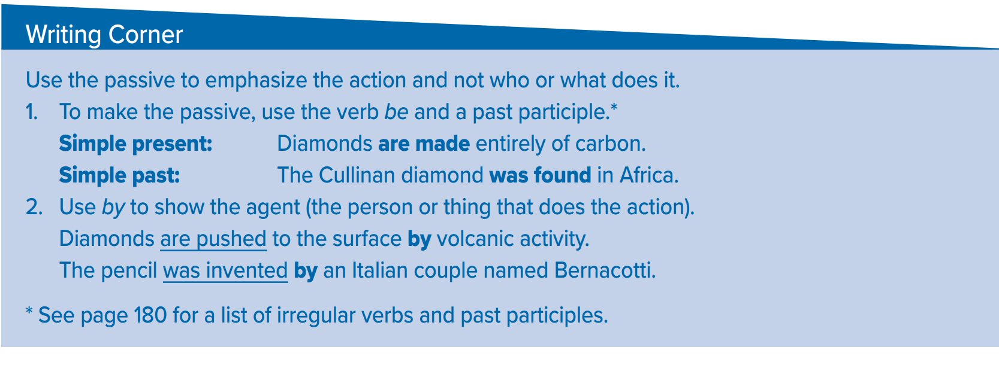 Writing Corner
Use the passive to emphasize the action and not who or what does it.
1. To make the passive, use the verb be and a past participle.*
Simple present: Diamonds are made entirely of carbon.
Simple past: The Cullinan diamond was found in Africa.
2. Use by to show the agent (the person or thing that does the action).
Diamonds are pushed to the surface by volcanic activity.
The pencil was invented by an Italian couple named Bernacotti.
* See page 180 for a list of irregular verbs and past participles.